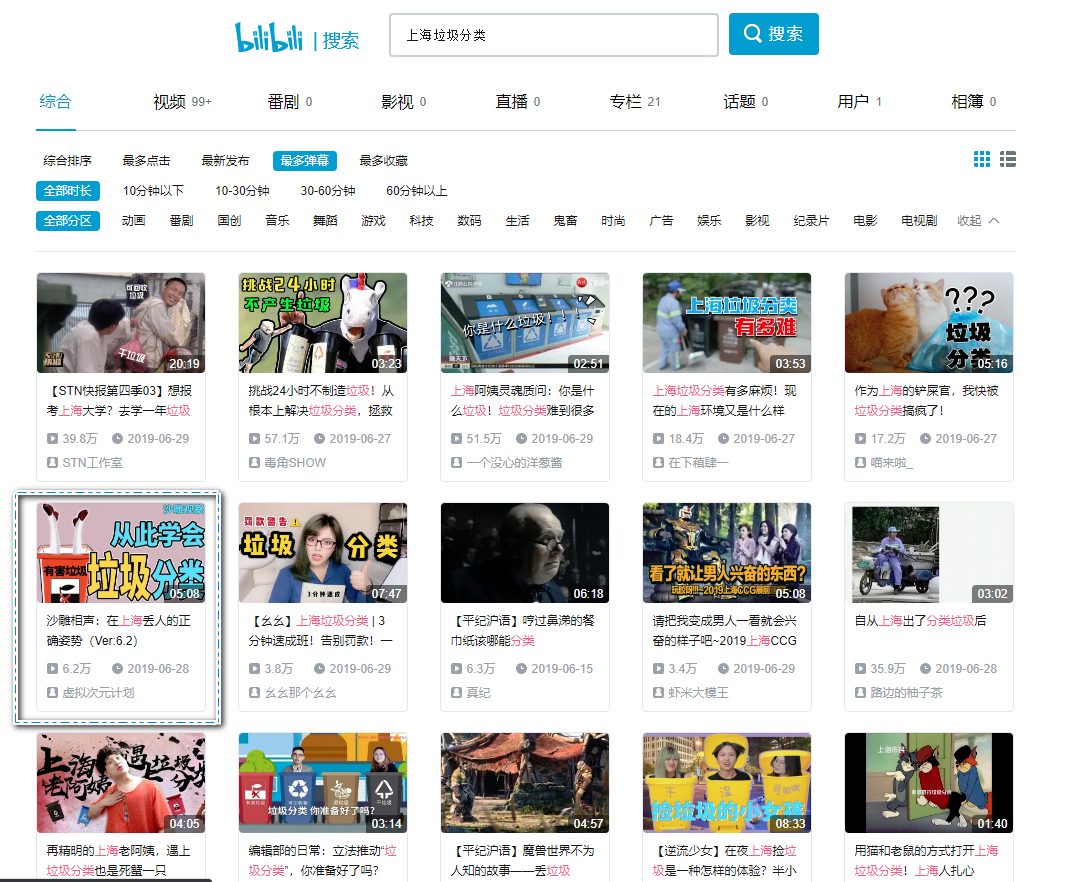 bilibili | 搜索
上海垃圾分类
搜索
综合 视频 99+ 番剧 0 影视 0 直播 0 专栏 21 话题 0 用户 1 相簿 0
综合排序 最多点击 最新发布 最多弹幕 最多收藏
全部时长 10分钟以下 10-30分钟 30-60分钟 60分钟以上
全部分区 动画 番剧 国创 音乐 舞蹈 游戏 科技 数码 生活 鬼畜 时尚 广告 娱乐 影视 纪录片 电影 电视剧 收起
可回收
垃圾
干垃圾
20:19
【STN快报第四季03】想报
考上海大学？去学一年垃圾
39.8万 2019-06-29
STN工作室
挑战24小时
不产生垃圾
03:23
挑战24小时不制造垃圾！从
根本上解决垃圾分类，拯救
57.1万 2019-06-27
毒角SHOW
你是什么垃圾！！！
02:51
上海阿姨灵魂质问：你是什
么垃圾！垃圾分类难到很多
51.5万 2019-06-29
一个没心的洋葱酱
上海垃圾分类
有多难
03:53
上海垃圾分类有多麻烦！现
在的上海环境又是什么样
18.4万 2019-06-27
在下萳肆一
???
垃圾
分类
05:16
作为上海的铲屎官，我快被
垃圾分类搞疯了！
17.2万 2019-06-27
喵来啦_
沙雕观察
从此学会
有害垃圾
垃圾分类
05:08
沙雕相声：在上海丢人的正
确姿势（Ver:6.2）
6.2万 2019-06-28
虚拟次元计划
罚款警告
垃圾分类
3分钟速成
07:47
【幺幺】上海垃圾分类 | 3
分钟速成班！告别罚款！一
3.8万 2019-06-29
幺幺那个幺幺
06:18
【平纪沪语】哼过鼻涕的餐
巾纸该哪能分类
6.3万 2019-06-15
真纪
看了就让男人兴奋的东西?
05:08
请把我变成男人一看就会兴
奋的样子吧~2019上海CCG
3.4万 2019-06-29
虾米大模王
03:02
自从上海出了分类垃圾后
35.9万 2019-06-28
路边的柚子茶
上海老阿姨
遇上垃圾分
04:05
再精明的上海老阿姨，遇上
垃圾分类也是死蟹一只
垃圾分类 你准备好了吗?
03:14
编辑部的日常：立法推动“垃
圾分类”，你准备好了吗？
04:57
【平纪沪语】魔兽世界不为
人知的故事——丢垃圾
干 湿 可回收
捡垃圾的小女孩
08:33
【逆流少女】在夜上海捡垃
圾是一种怎样的体验？半小
上海市民
01:40
用猫和老鼠的方式打开上海
垃圾分类！上海人扎心